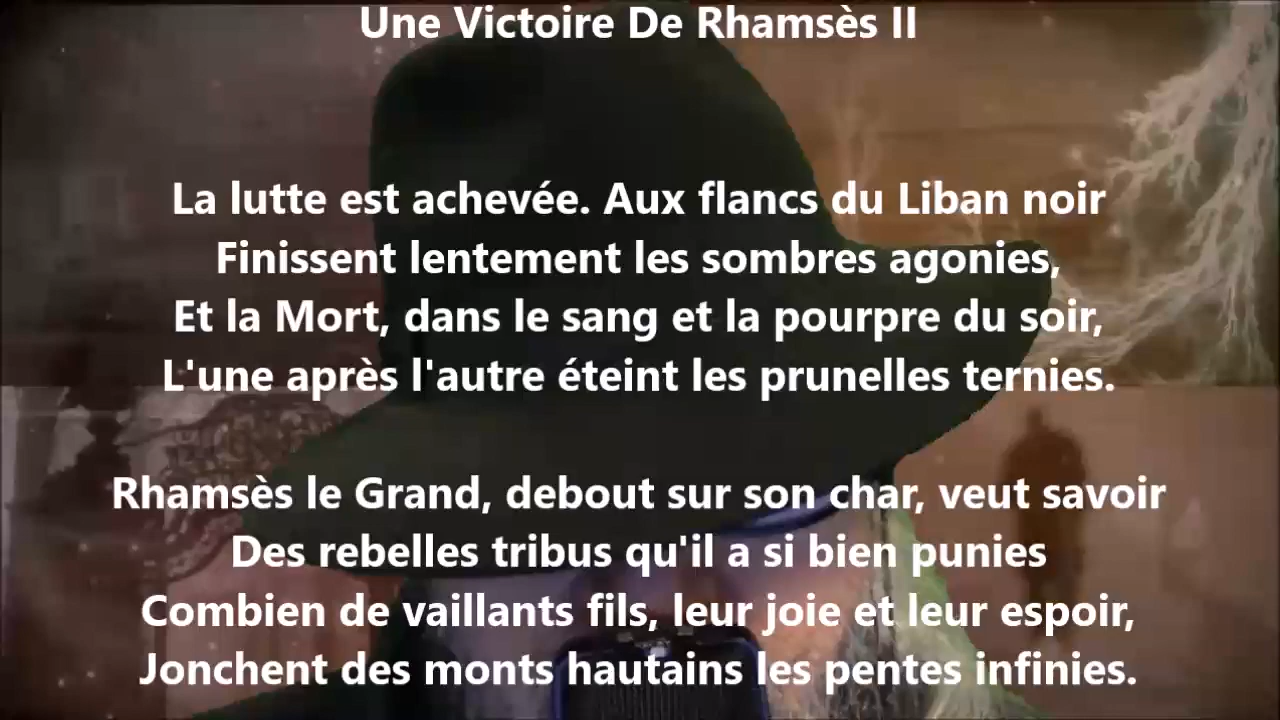 Une Victoire De Rhamsès II
La lutte est achevée. Aux flancs du Liban noir
Finissent lentement les sombres agonies,
Et la Mort, dans le sang et la pourpre du soir,
L'une après l'autre éteint les prunelles ternies.
Rhamsès le Grand, debout sur son char, veut savoir
Des rebelles tribus qu'il a si bien punies
Combien de vaillants fils, leur joie et leur espoir,
Jonchent des monts hautains les pentes infinies.